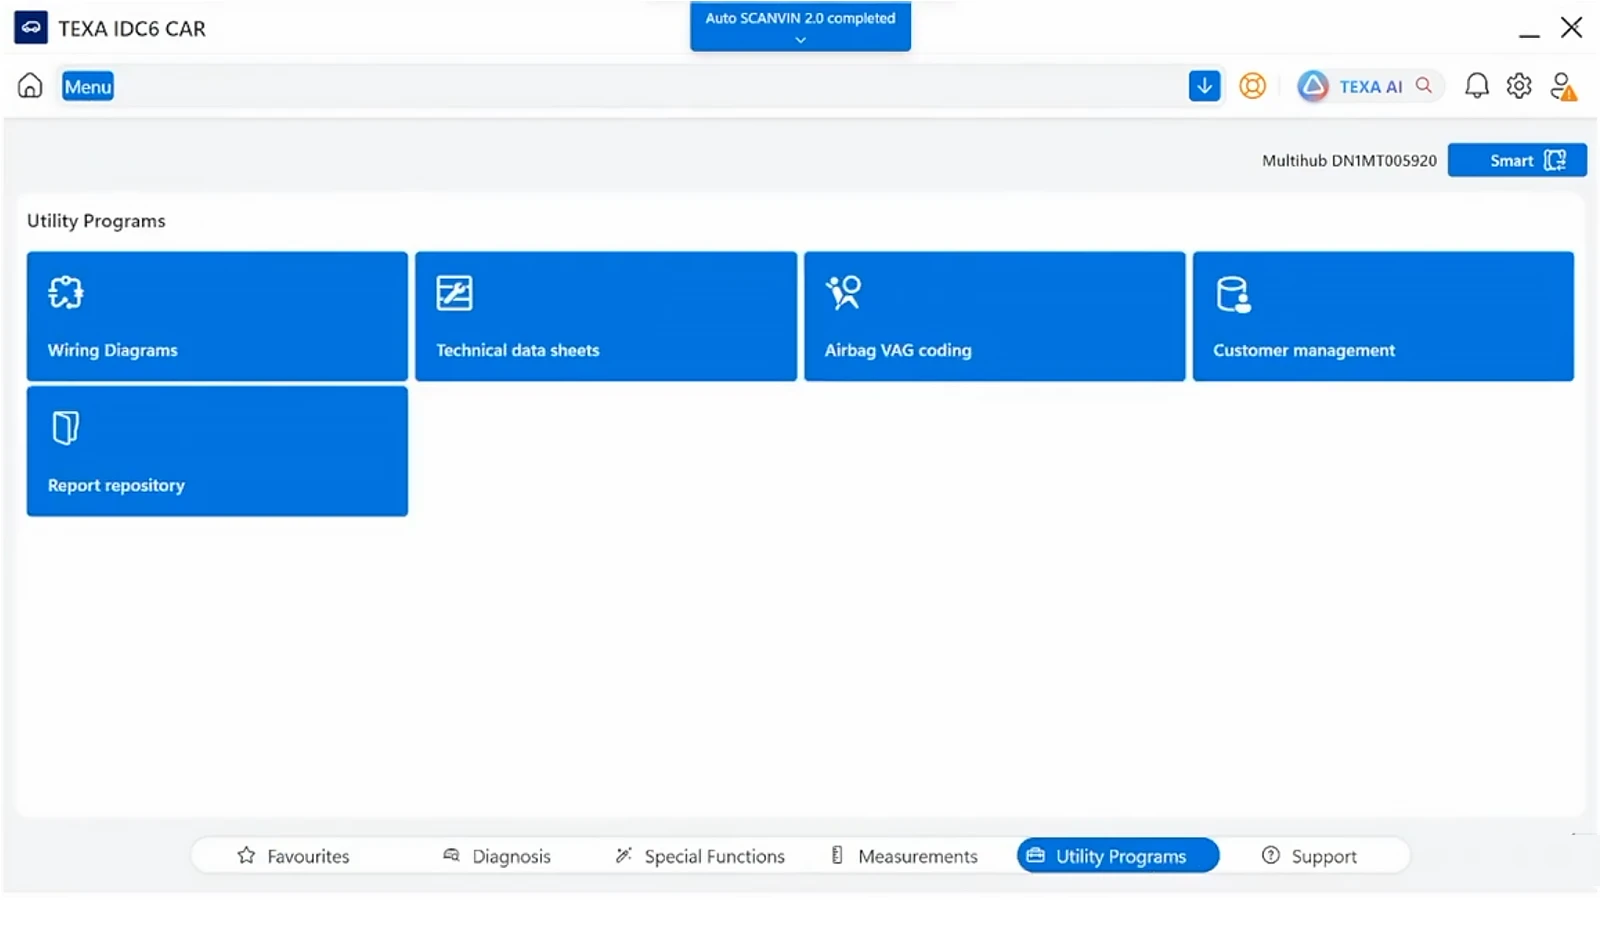 TEXA IDC6 CAR
Auto SCANVIN 2.0 completed
Menu
TEXA AI
Multihub DN1MT005920
Smart
Utility Programs
Wiring Diagrams
Technical data sheets
Airbag VAG coding
Customer management
Report repository
Favourites
Diagnosis
Special Functions
Measurements
Utility Programs
Support